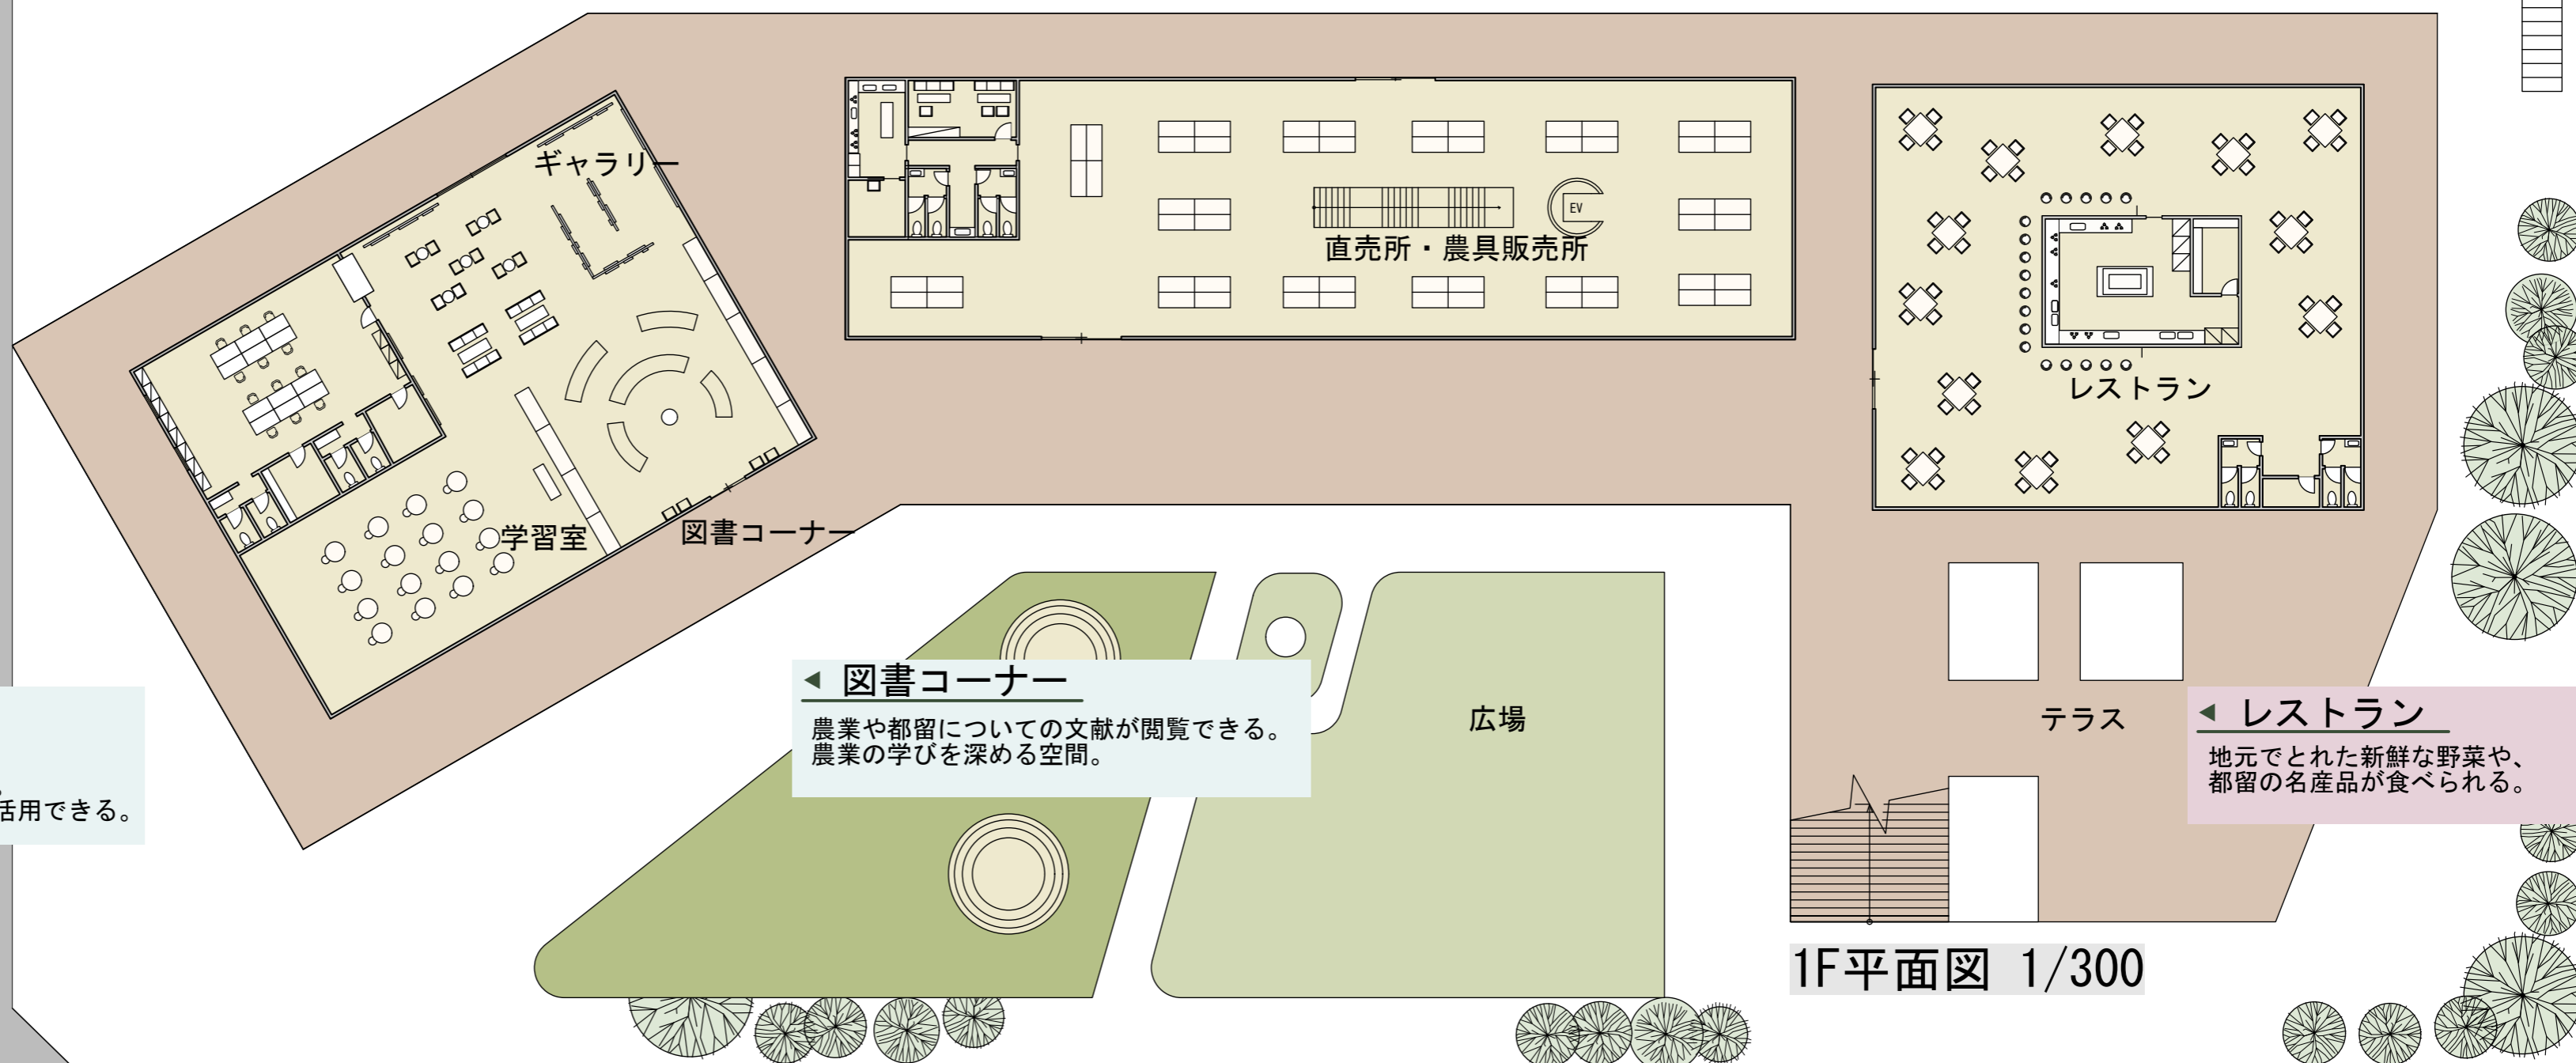 ギャラリー
EV
直売所・農具販売所
レストラン
学習室
図書コーナー
図書コーナー
農業や都留についての文献が閲覧できる。
農業の学びを深める空間。
広場
テラス
レストラン
地元でとれた新鮮な野菜や、
都留の名産品が食べられる。
活用できる。
1F平面図 1/300